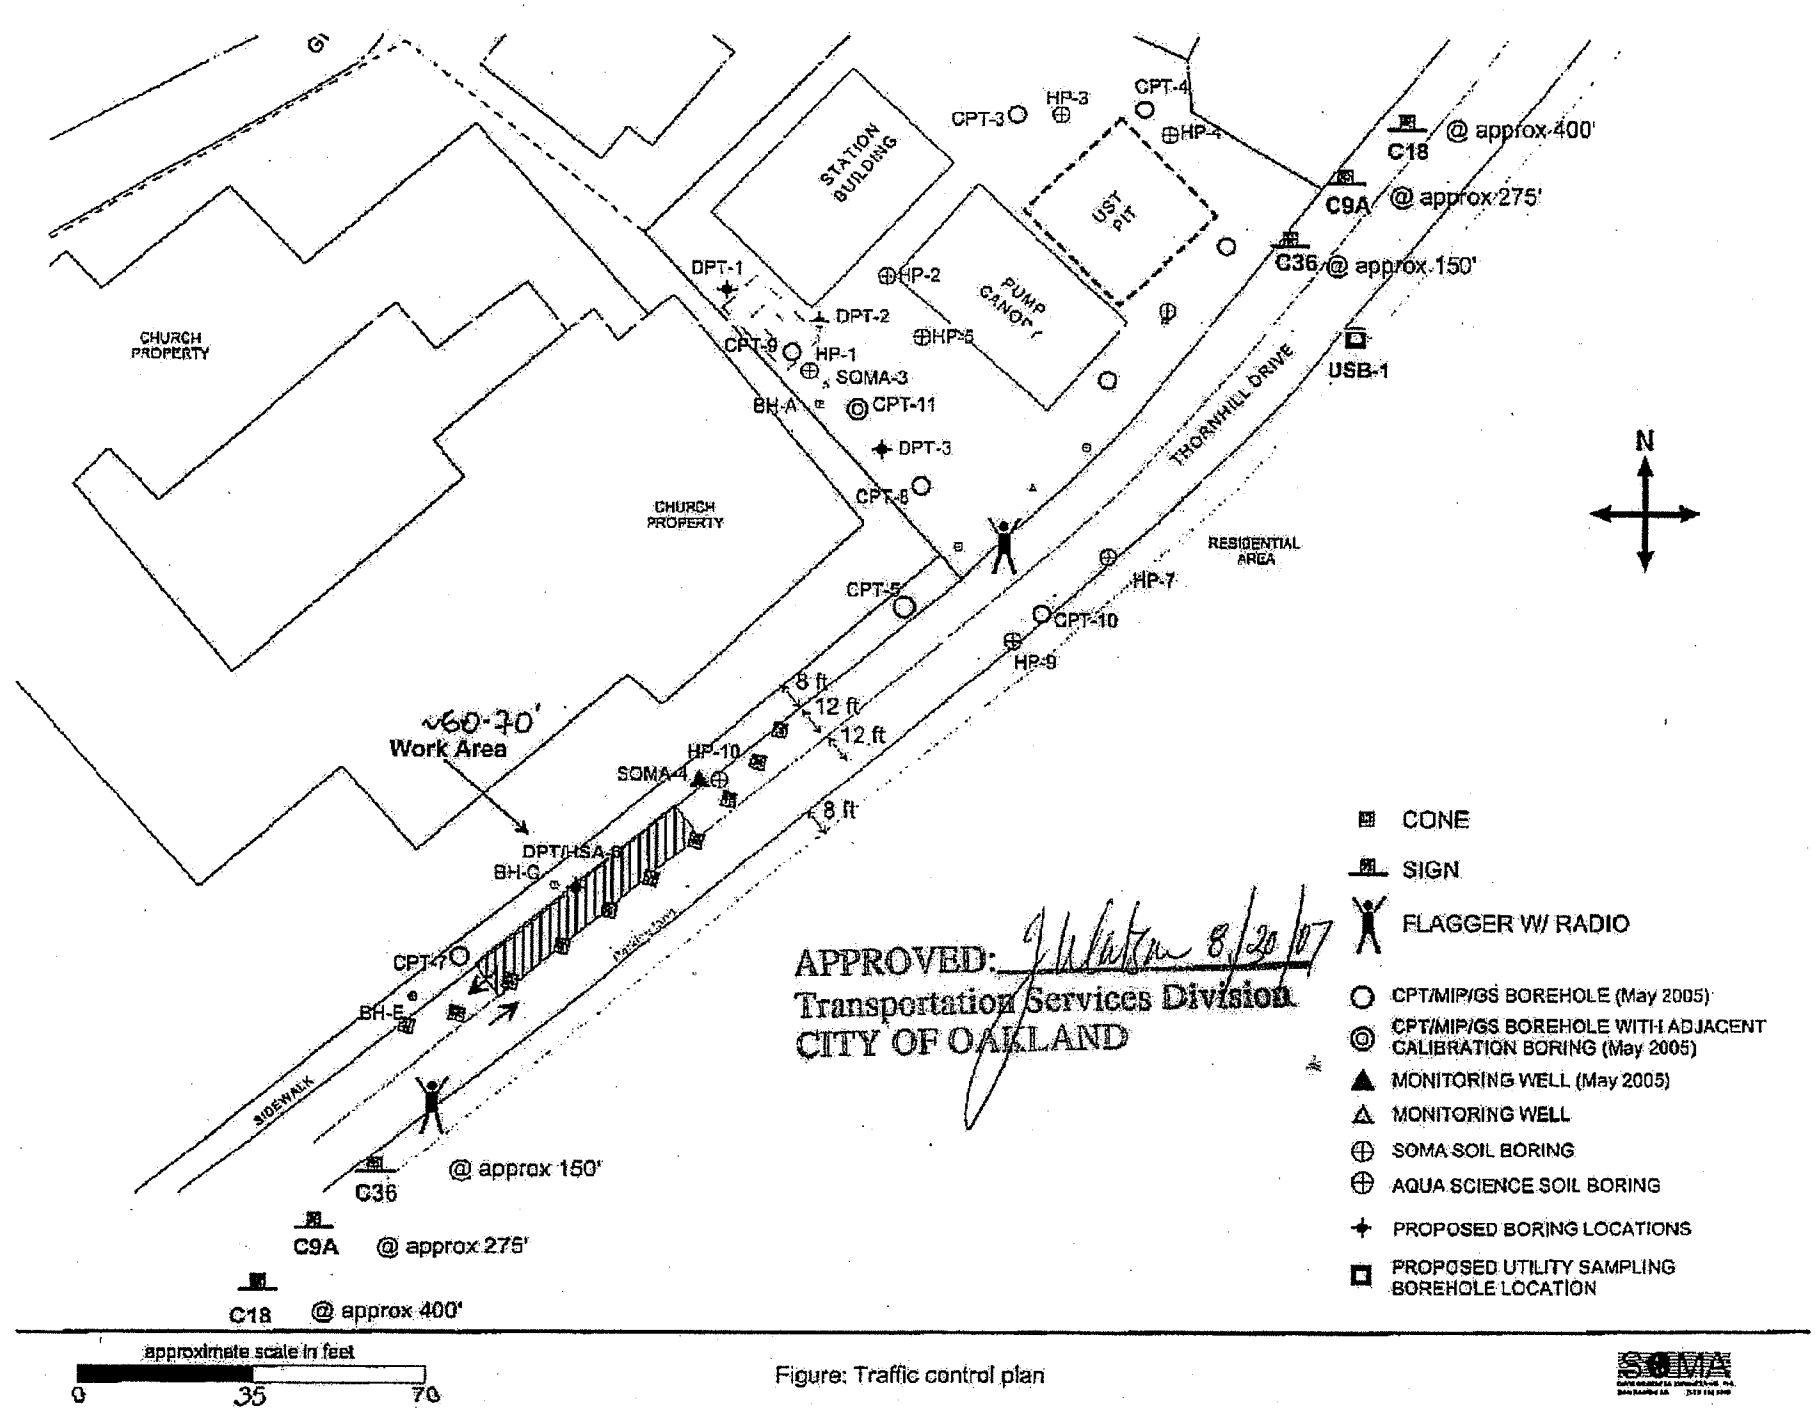 GI
CPT-3
HP-3
CPT-4
HP-4
C18
@ approx 400'
C9A
@ approx 275'
C36
@ approx 150'
STATION
BUILDING
UST
PIT
PUMP
CANOPY
DPT-1
HP-2
DPT-2
HP-5
CPT-9
HP-1
SOMA-3
BH-A
CPT-11
DPT-3
CPT-8
USB-1
THORNHILL DRIVE
CHURCH
PROPERTY
CHURCH
PROPERTY
N
RESIDENTIAL
AREA
CPT-5
HP-7
CPT-10
HP-9
8 ft
12 ft
12 ft
8 ft
~60-70'
Work Area
HP-10
SOMA-4
BH-G
CPT-7
BH-E
SIDEWALK
C36
@ approx 150'
C9A
@ approx 275'
C18
@ approx 400'
APPROVED: J Watson 8/20/07
Transportation Services Division
CITY OF OAKLAND
CONE
SIGN
FLAGGER W/ RADIO
CPT/MIP/GS BOREHOLE (May 2005)
CPT/MIP/GS BOREHOLE WITH ADJACENT
CALIBRATION BORING (May 2005)
MONITORING WELL (May 2005)
MONITORING WELL
SOMA SOIL BORING
AQUA SCIENCE SOIL BORING
PROPOSED BORING LOCATIONS
PROPOSED UTILITY SAMPLING
BOREHOLE LOCATION
approximate scale in feet
0 35 70
Figure: Traffic control plan
SOMA